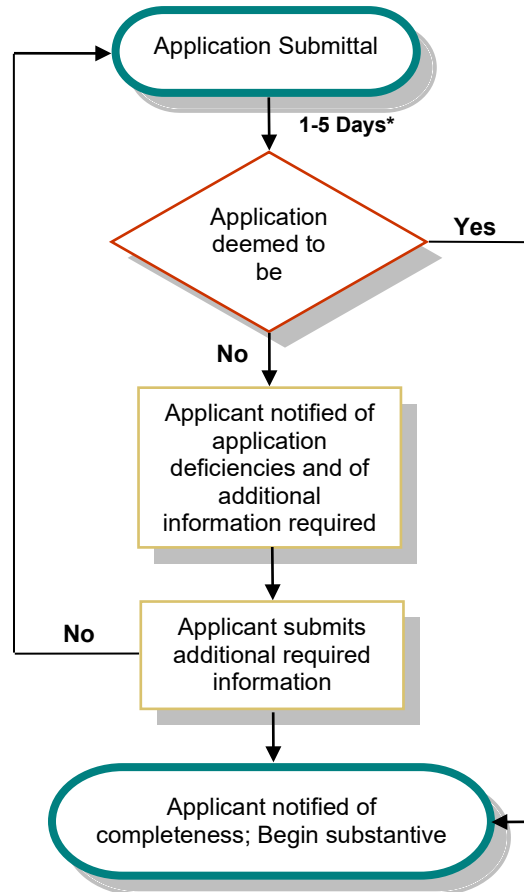 Application Submittal
1-5 Days*
Application
deemed to
be
Yes
No
Applicant notified of
application
deficiencies and of
additional
information required
No
Applicant submits
additional required
information
Applicant notified of
completeness; Begin substantive